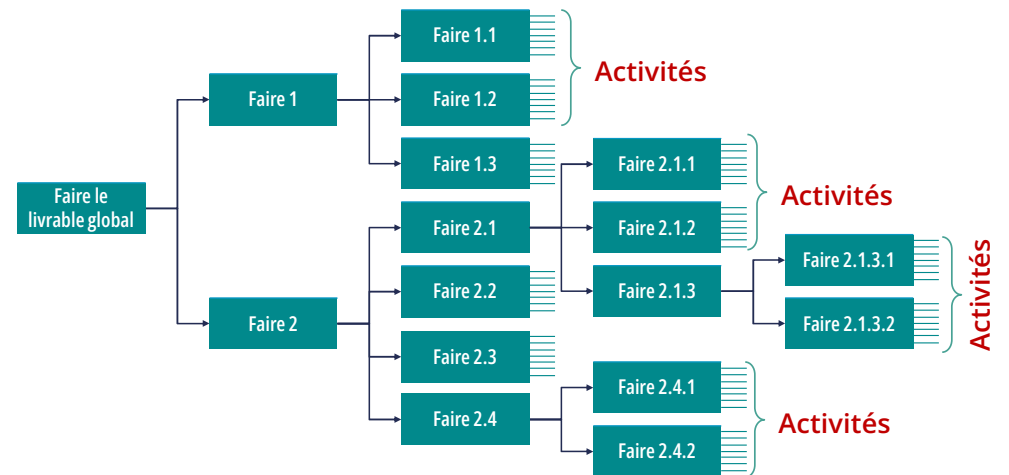 Faire 1.1
Activités
Faire 1
Faire 1.2
Faire 1.3
Faire 2.1.1
Activités
Faire le
livrable global
Faire 2.1
Faire 2.1.2
Faire 2.1.3.1
Activités
Faire 2.2
Faire 2.1.3
Faire 2
Faire 2.1.3.2
Faire 2.3
Faire 2.4.1
Faire 2.4
Activités
Faire 2.4.2